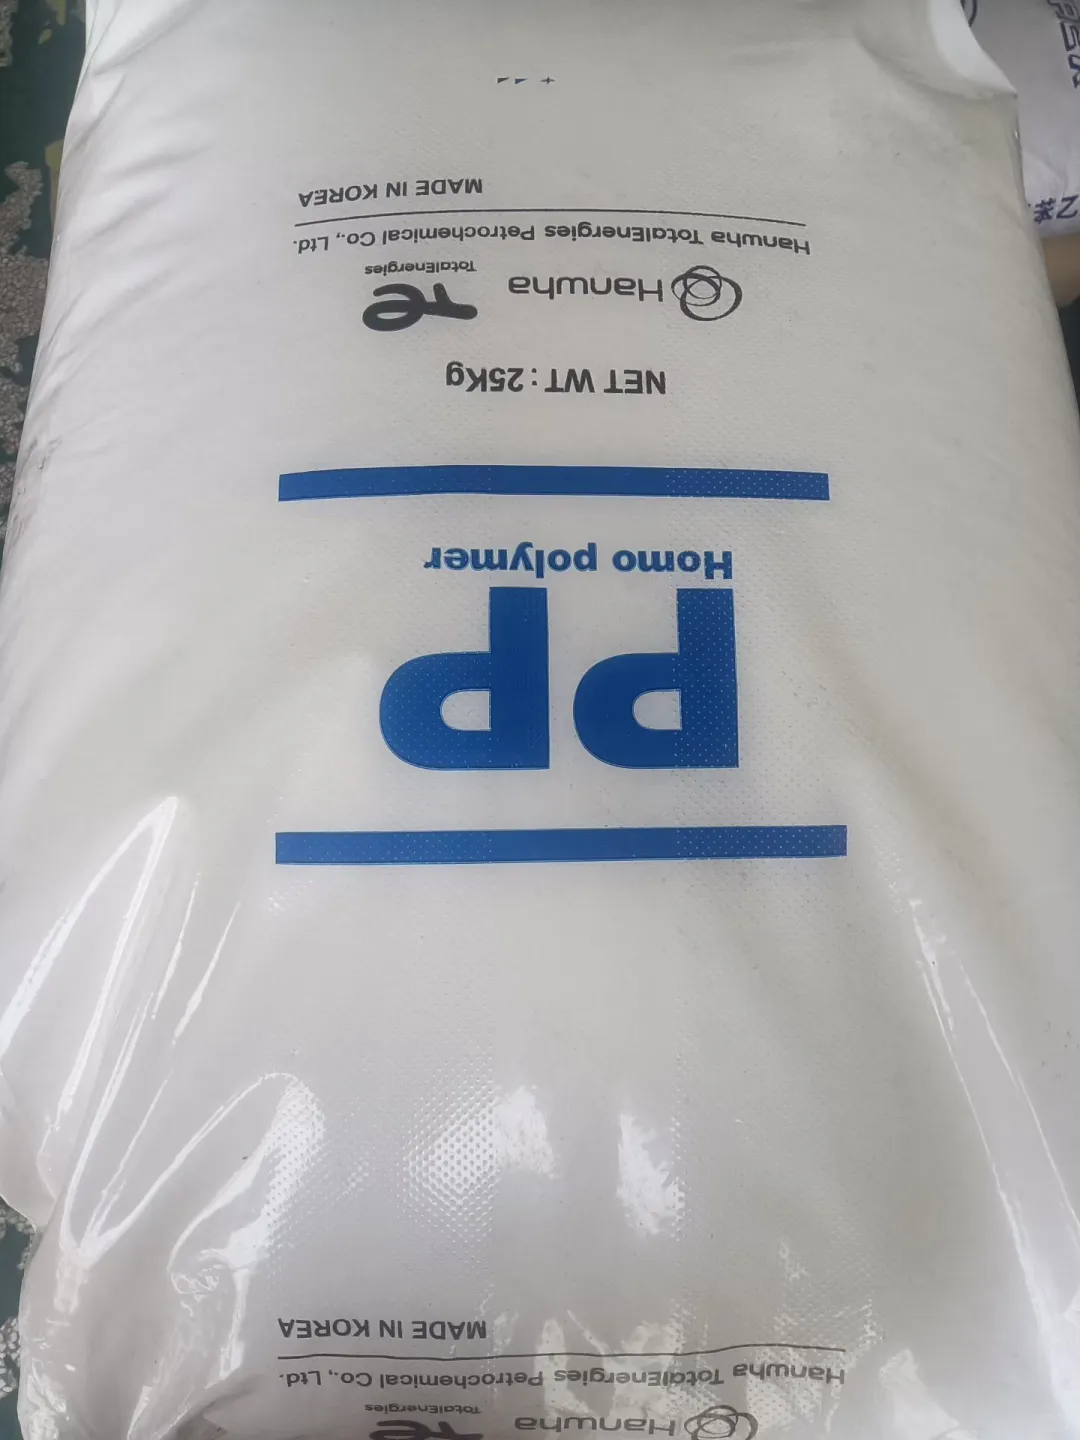 PP
Homo polymer
NET WT : 25Kg
Hanwha TotalEnergies
Hanwha TotalEnergies Petrochemical Co., Ltd.
MADE IN KOREA
Hanwha TotalEnergies
Hanwha TotalEnergies Petrochemical Co., Ltd.
MADE IN KOREA